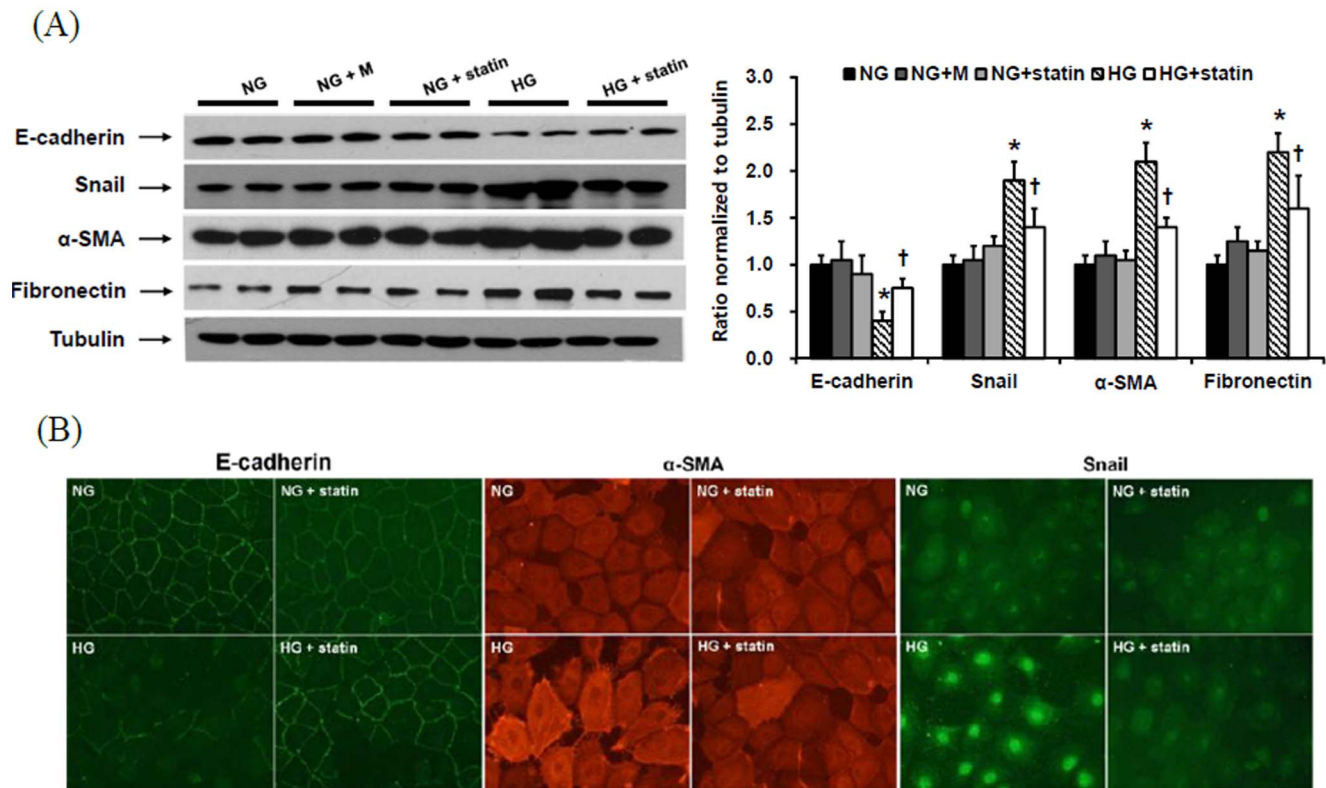 (A)
NG
NG + M
NG + statin
HG
HG + statin
E-cadherin
Snail
α-SMA
Fibronectin
Tubulin
NG NG+M NG+statin HG HG+statin
Ratio normalized to tubulin
3.0
2.5
2.0
1.5
1.0
0.5
0.0
*
†
*
†
*
†
*
†
E-cadherin Snail α-SMA Fibronectin
(B)
E-cadherin α-SMA Snail
NG NG + statin NG NG + statin NG NG + statin
HG HG + statin HG HG + statin HG HG + statin